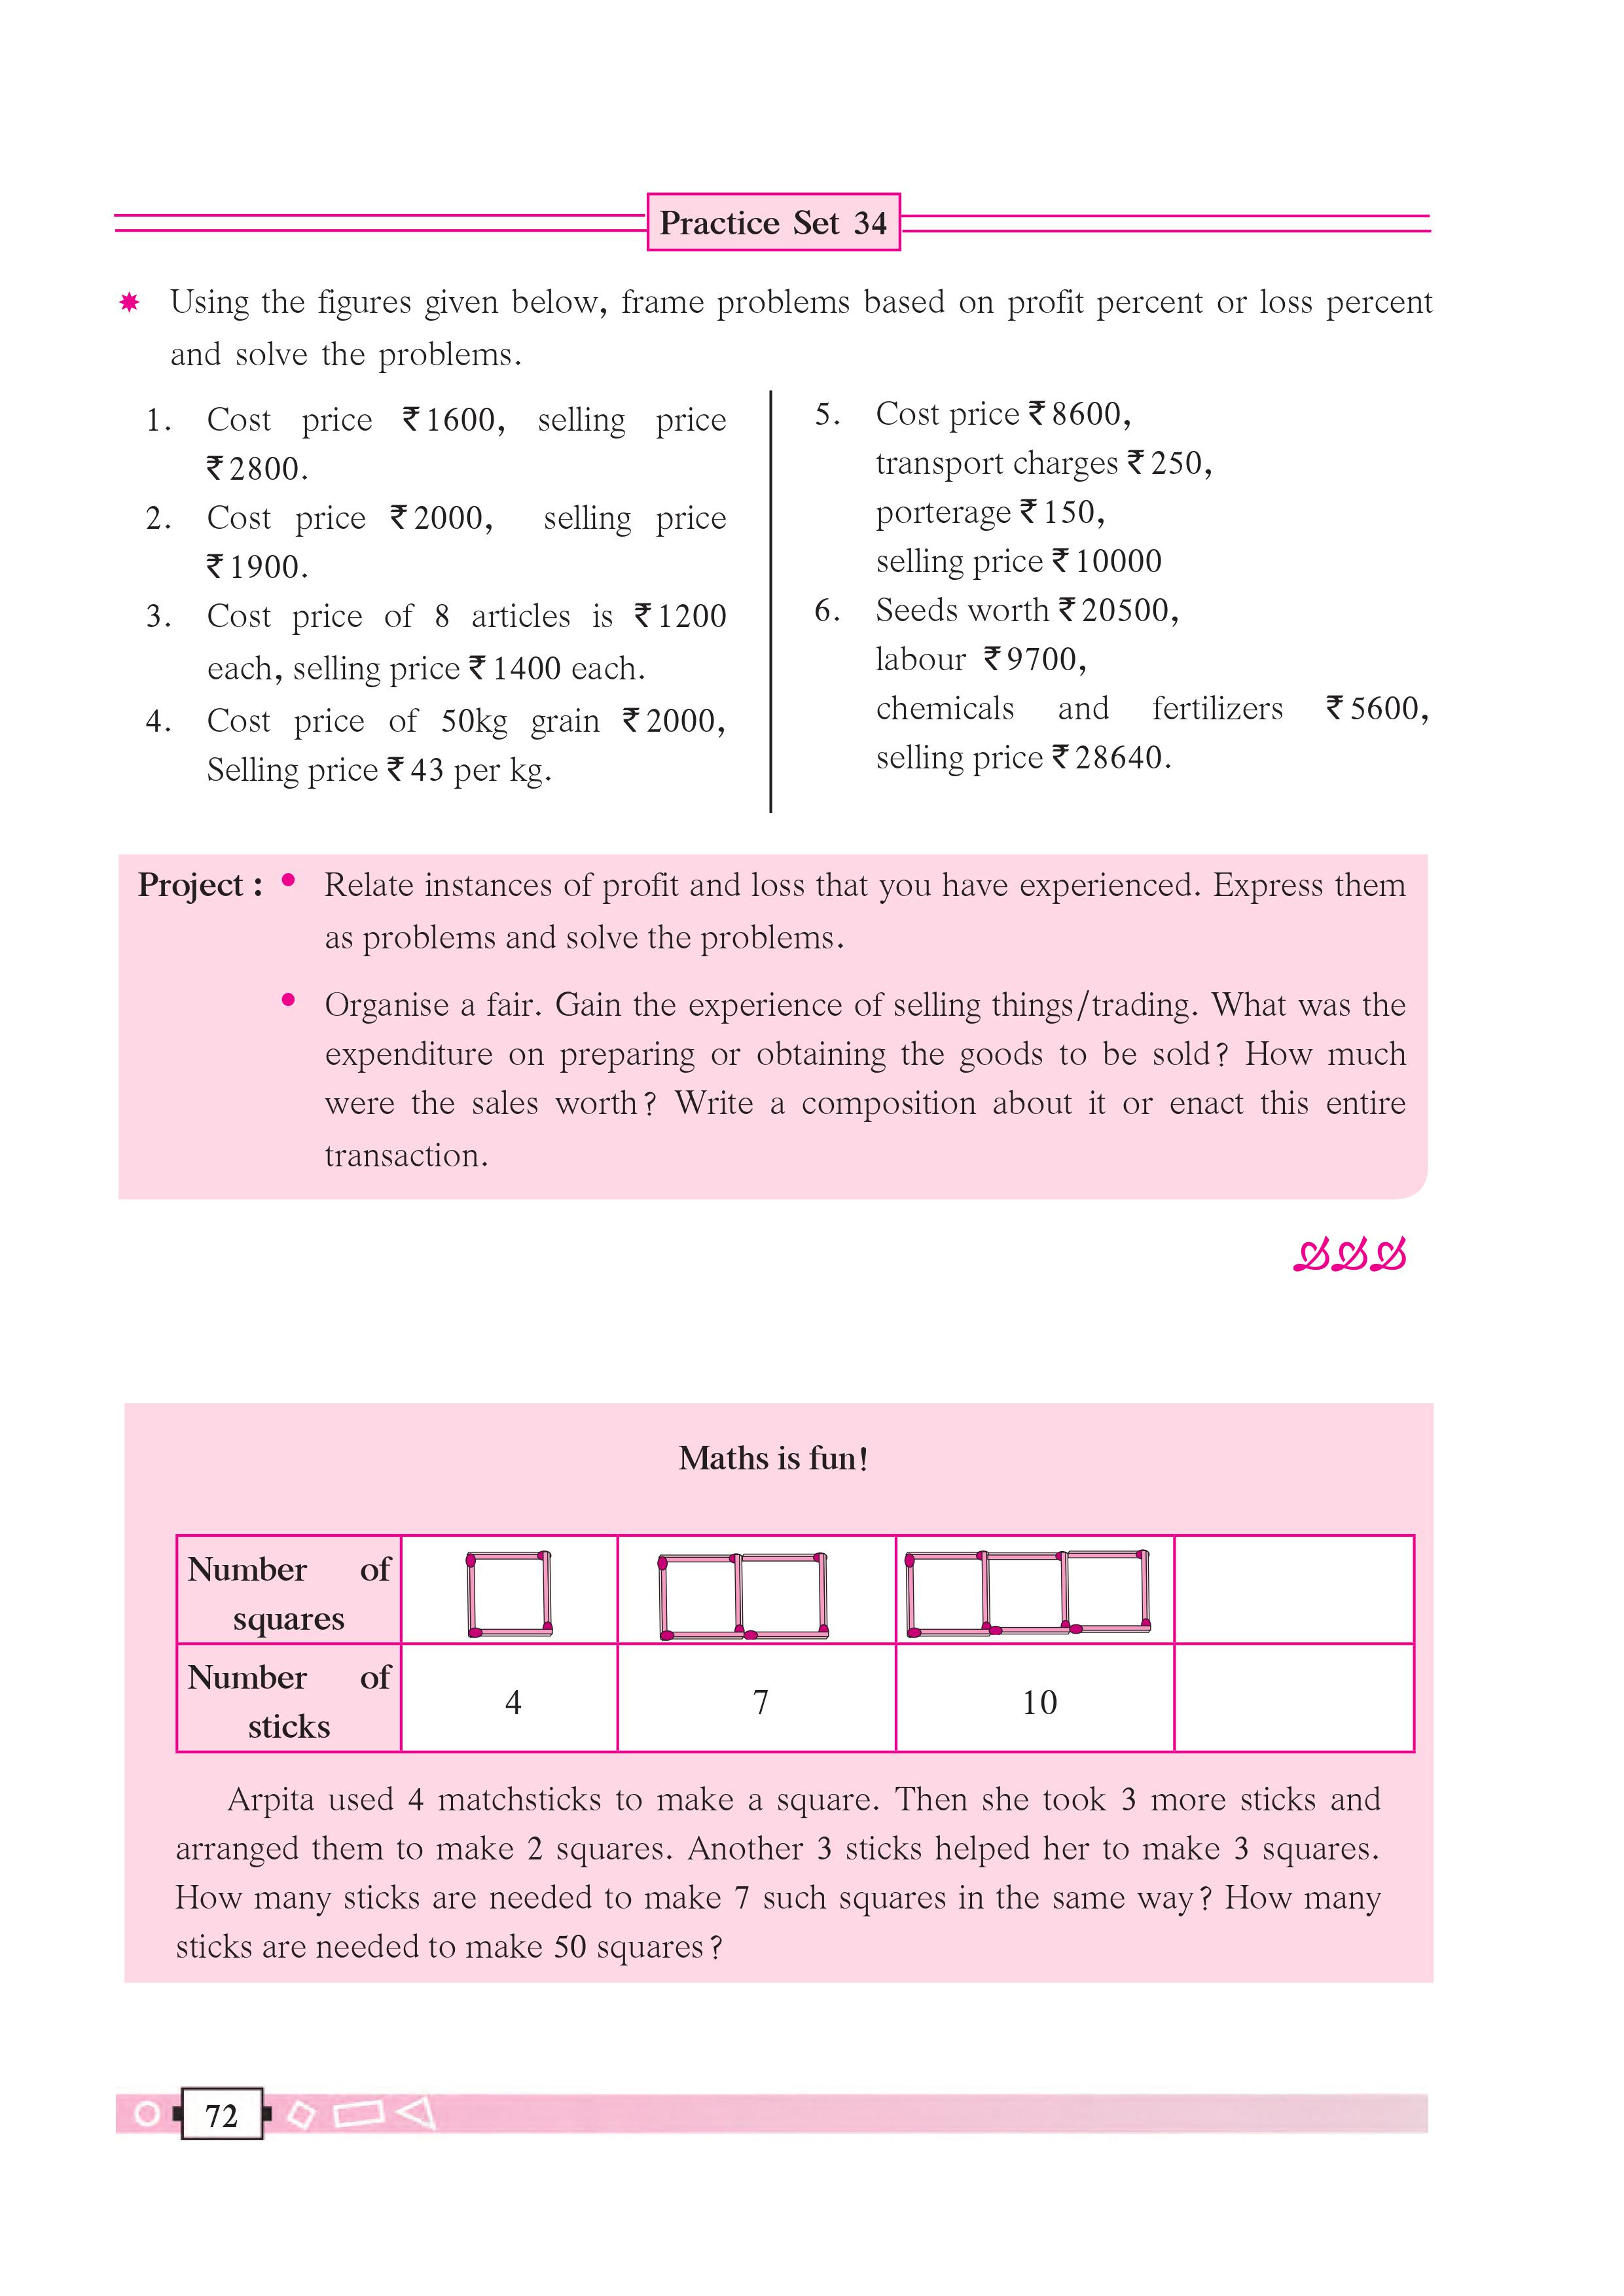 Practice Set 34
Using the figures given below, frame problems based on profit percent or loss percent
and solve the problems.
1. Cost price ₹1600, selling price
₹2800.
2. Cost price ₹2000, selling price
₹1900.
3. Cost price of 8 articles is ₹1200
each, selling price ₹1400 each.
4. Cost price of 50kg grain ₹2000,
Selling price ₹43 per kg.
5. Cost price ₹8600,
transport charges ₹250,
porterage ₹150,
selling price ₹10000
6. Seeds worth ₹20500,
labour ₹9700,
chemicals and fertilizers ₹5600,
selling price ₹28640.
Project : • Relate instances of profit and loss that you have experienced. Express them
as problems and solve the problems.
• Organise a fair. Gain the experience of selling things/trading. What was the
expenditure on preparing or obtaining the goods to be sold? How much
were the sales worth? Write a composition about it or enact this entire
transaction.
Maths is fun!
Number of
squares
Number of
sticks
4 7 10
Arpita used 4 matchsticks to make a square. Then she took 3 more sticks and
arranged them to make 2 squares. Another 3 sticks helped her to make 3 squares.
How many sticks are needed to make 7 such squares in the same way? How many
sticks are needed to make 50 squares?
72